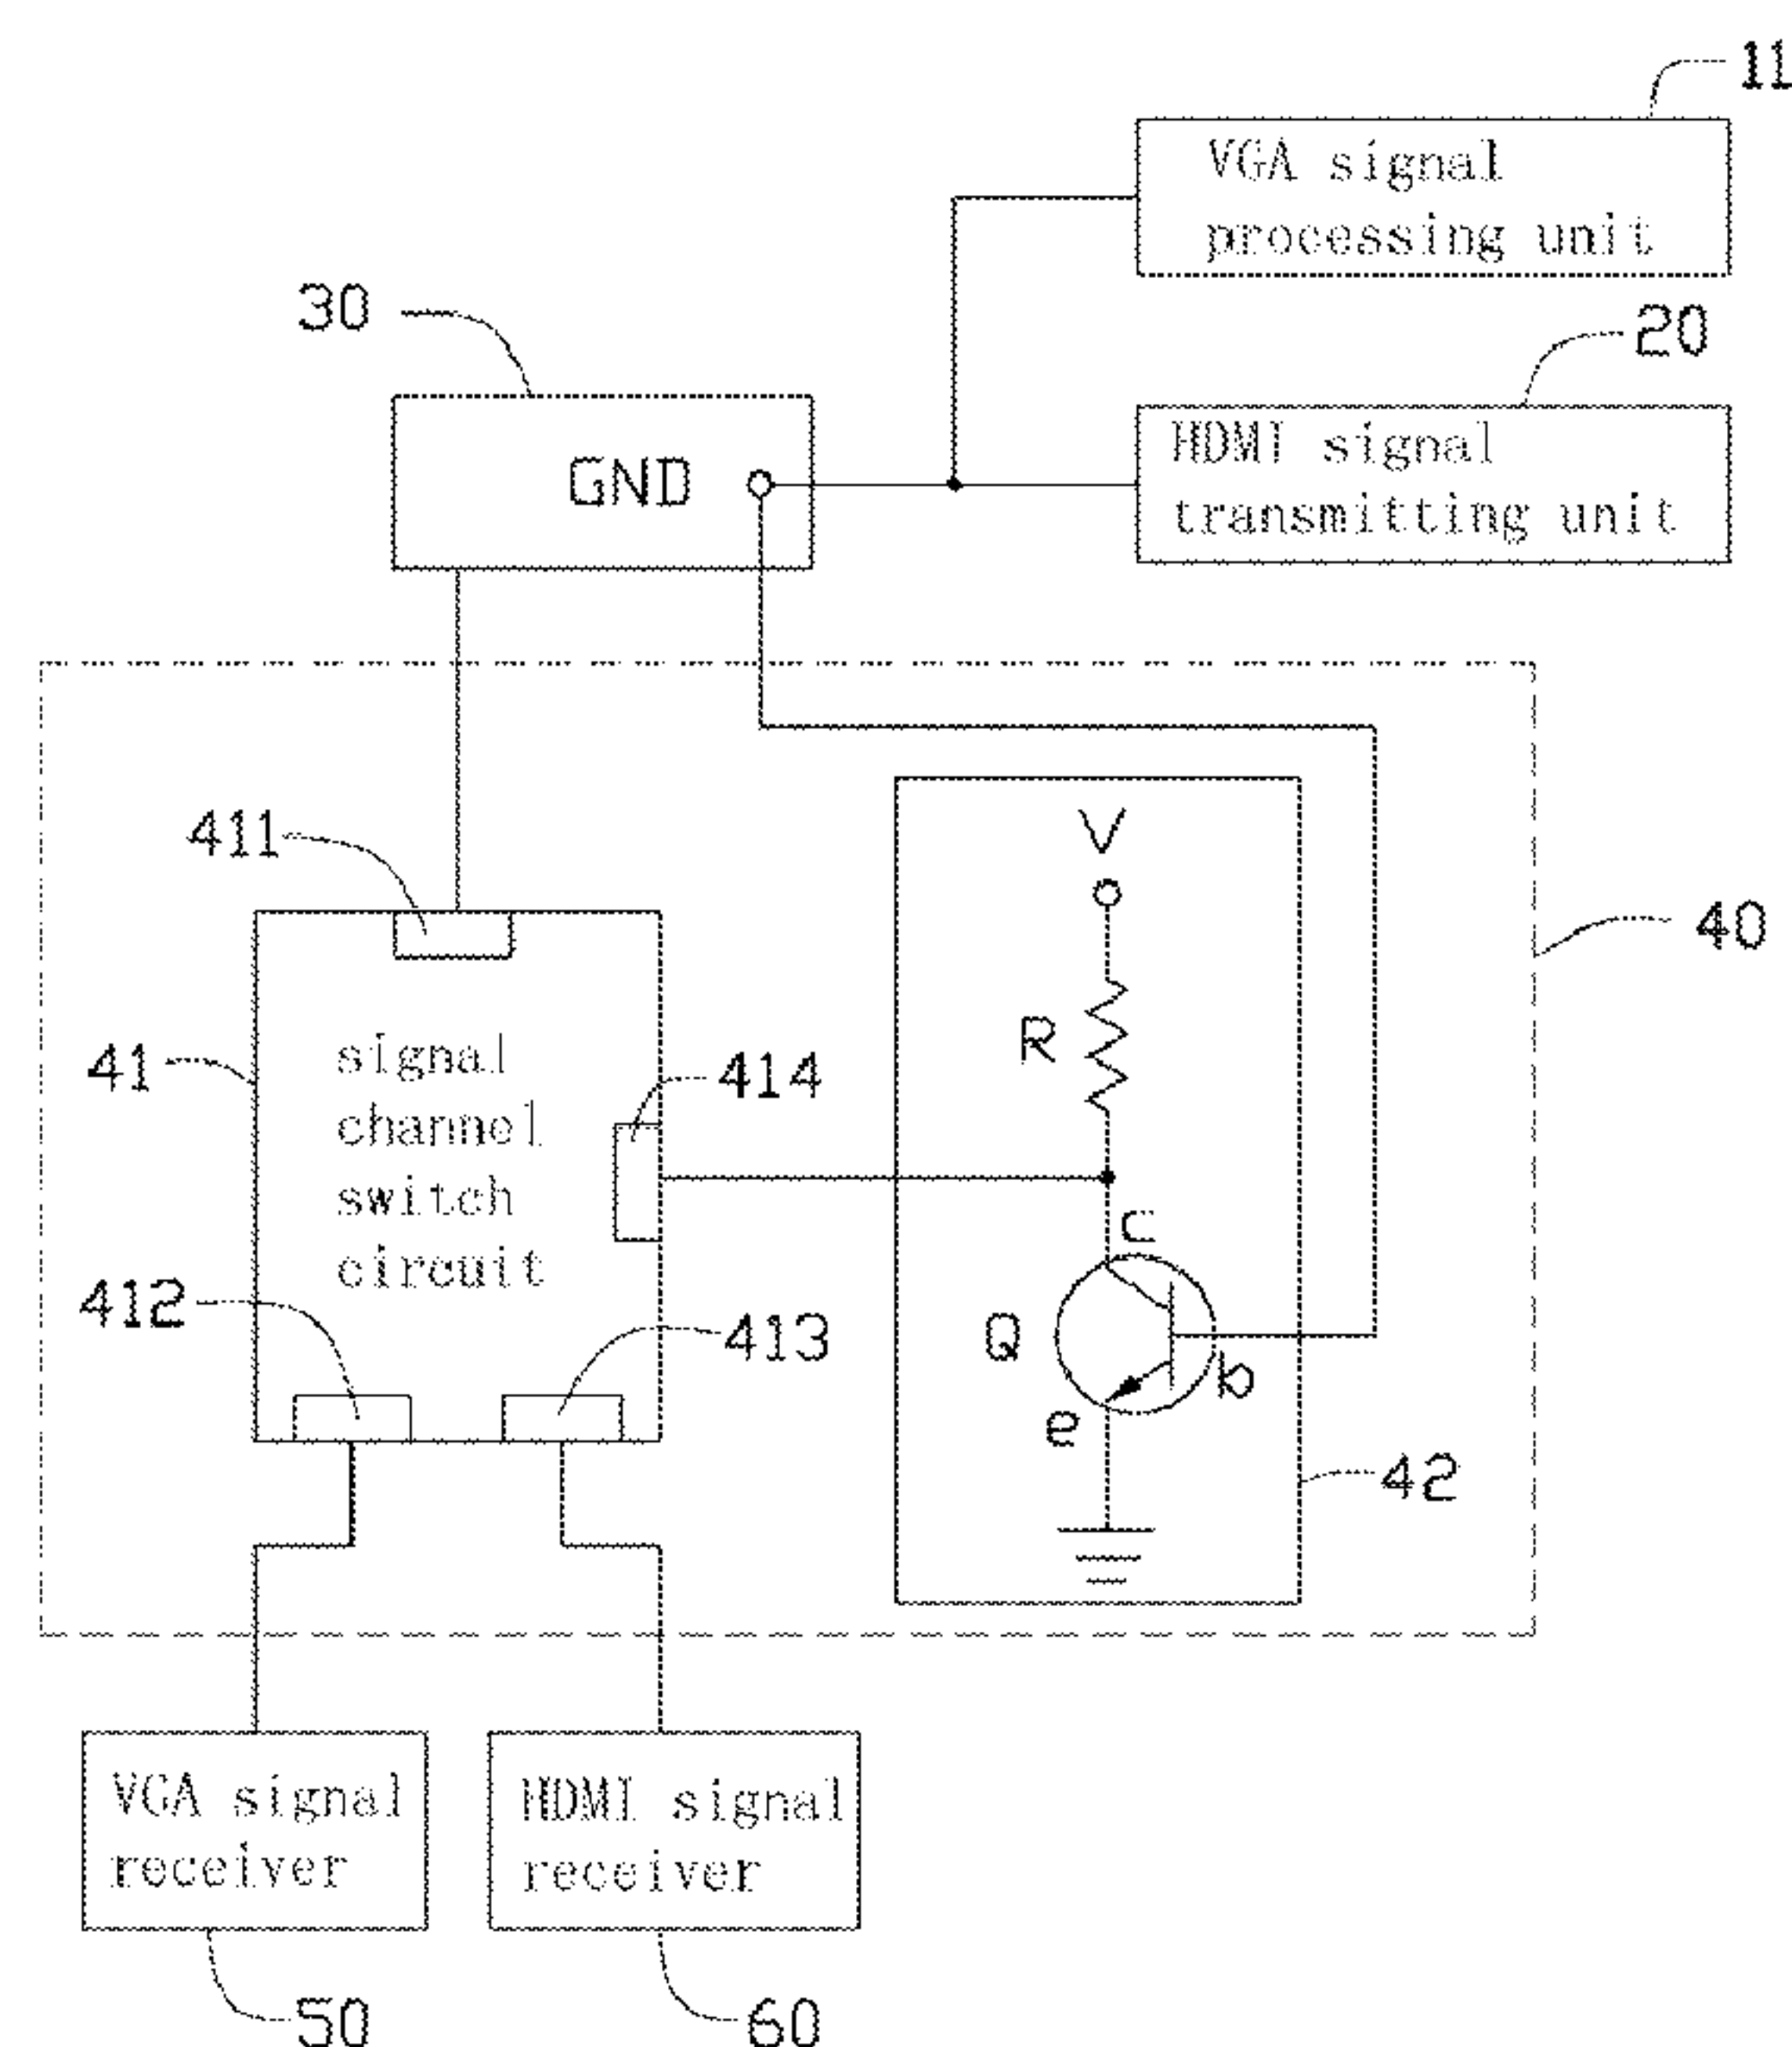 11
VGA signal
processing unit
30
20
GND
HDMI signal
transmitting unit
V
411
40
R
41
signal
channel
switch
circuit
414
c
412
413
Q
b
e
42
VGA signal
receiver
HDMI signal
receiver
50
60